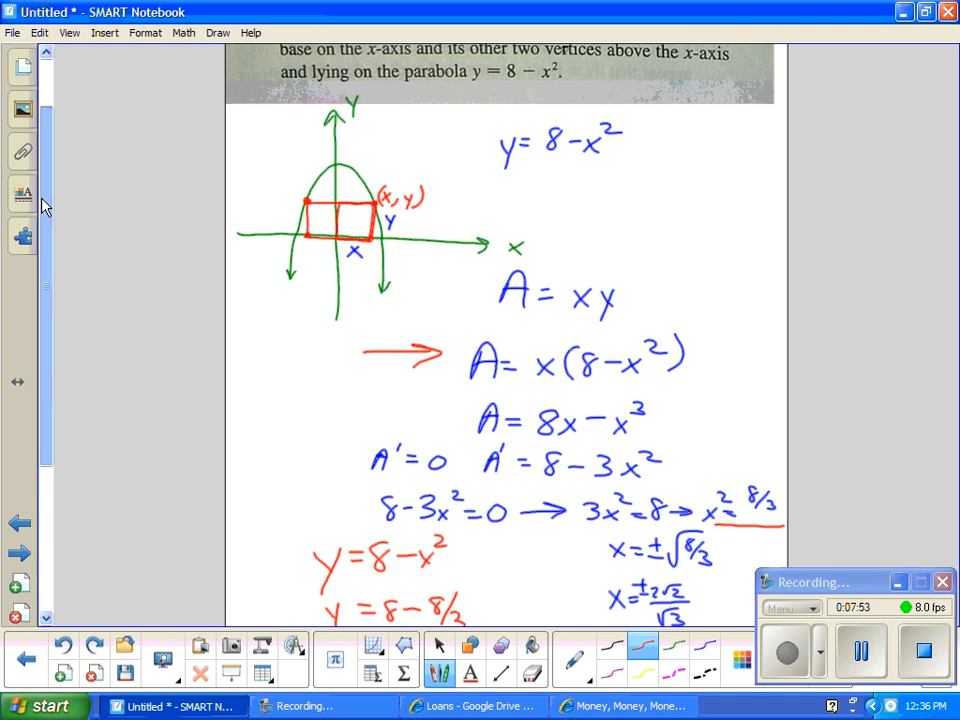 Untitled * - SMART Notebook
File Edit View Insert Format Math Draw Help
base on the x-axis and its other two vertices above the x-axis
and lying on the parabola y = 8 − x².
y
y = 8 - x²
(x, y)
y
x
x
A = xy
A = x(8-x²)
A = 8x - x³
A' = 0 A' = 8 - 3x²
8-3x² = 0 → 3x² = 8 → x² = 8/3
y = 8 - x²
x = ±√8/3
y = 8 - 8/3
x = ±2√2/√3
Recording...
Menu
0:07:53
8.0 fps
π
A
Σ
start
Untitled * - SMART N...
Recording...
Loans - Google Drive ...
Money, Money, Mone...
12:36 PM